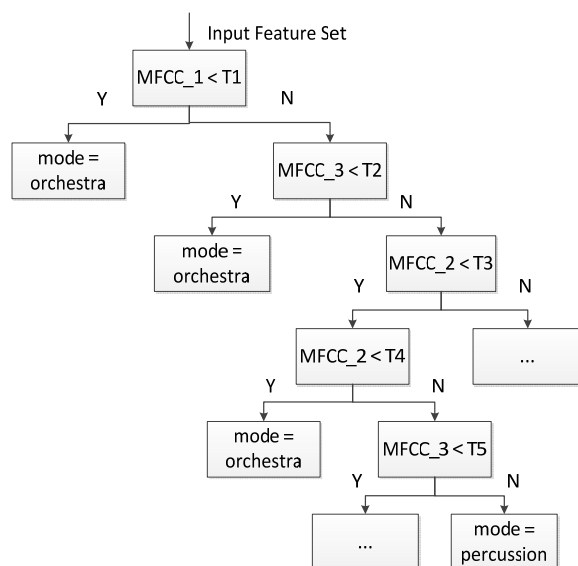 Input Feature Set
MFCC_1 < T1
Y
N
mode =
orchestra
MFCC_3 < T2
Y
N
mode =
orchestra
MFCC_2 < T3
Y
N
MFCC_2 < T4
...
Y
N
mode =
orchestra
MFCC_3 < T5
Y
N
...
mode =
percussion